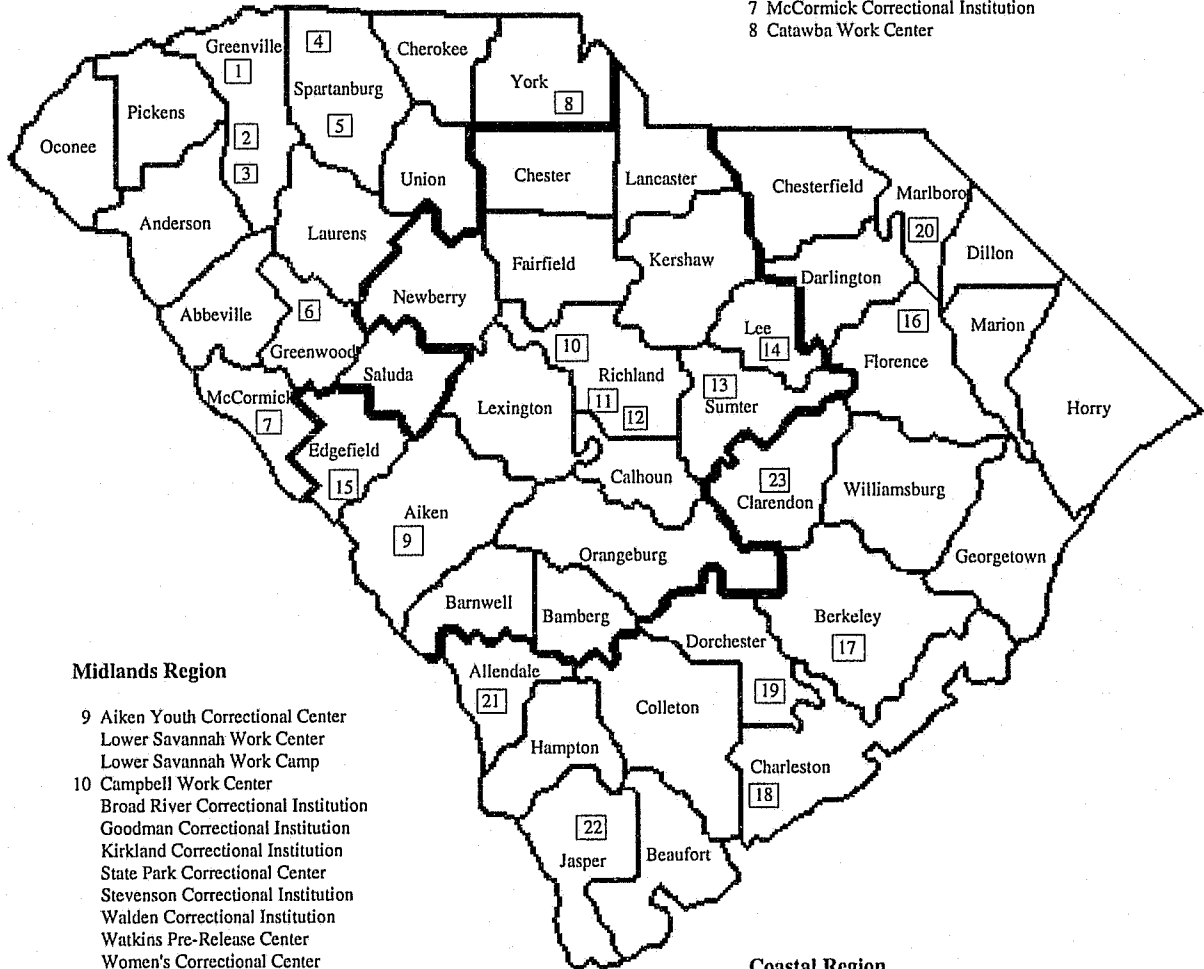 7 McCormick Correctional Institution
8 Catawba Work Center
Greenville
1
4
Cherokee
Spartanburg
York
8
Pickens
5
2
Oconee
3
Union
Chester
Lancaster
Chesterfield
Marlboro
20
Anderson
Laurens
Fairfield
Kershaw
Dillon
Darlington
Newberry
Abbeville
6
16
Marion
Lee
14
Greenwood
10
Florence
Saluda
Richland
13
McCormick
7
Lexington
11
12
Sumter
Horry
Edgefield
15
Calhoun
23
Clarendon
Williamsburg
Aiken
9
Orangeburg
Georgetown
Barnwell
Bamberg
Berkeley
17
Dorchester
Allendale
21
19
Colleton
Hampton
Charleston
18
22
Jasper
Beaufort
Midlands Region
9 Aiken Youth Correctional Center
Lower Savannah Work Center
Lower Savannah Work Camp
10 Campbell Work Center
Broad River Correctional Institution
Goodman Correctional Institution
Kirkland Correctional Institution
State Park Correctional Center
Stevenson Correctional Institution
Walden Correctional Institution
Watkins Pre-Release Center
Women's Correctional Center
Coastal Region